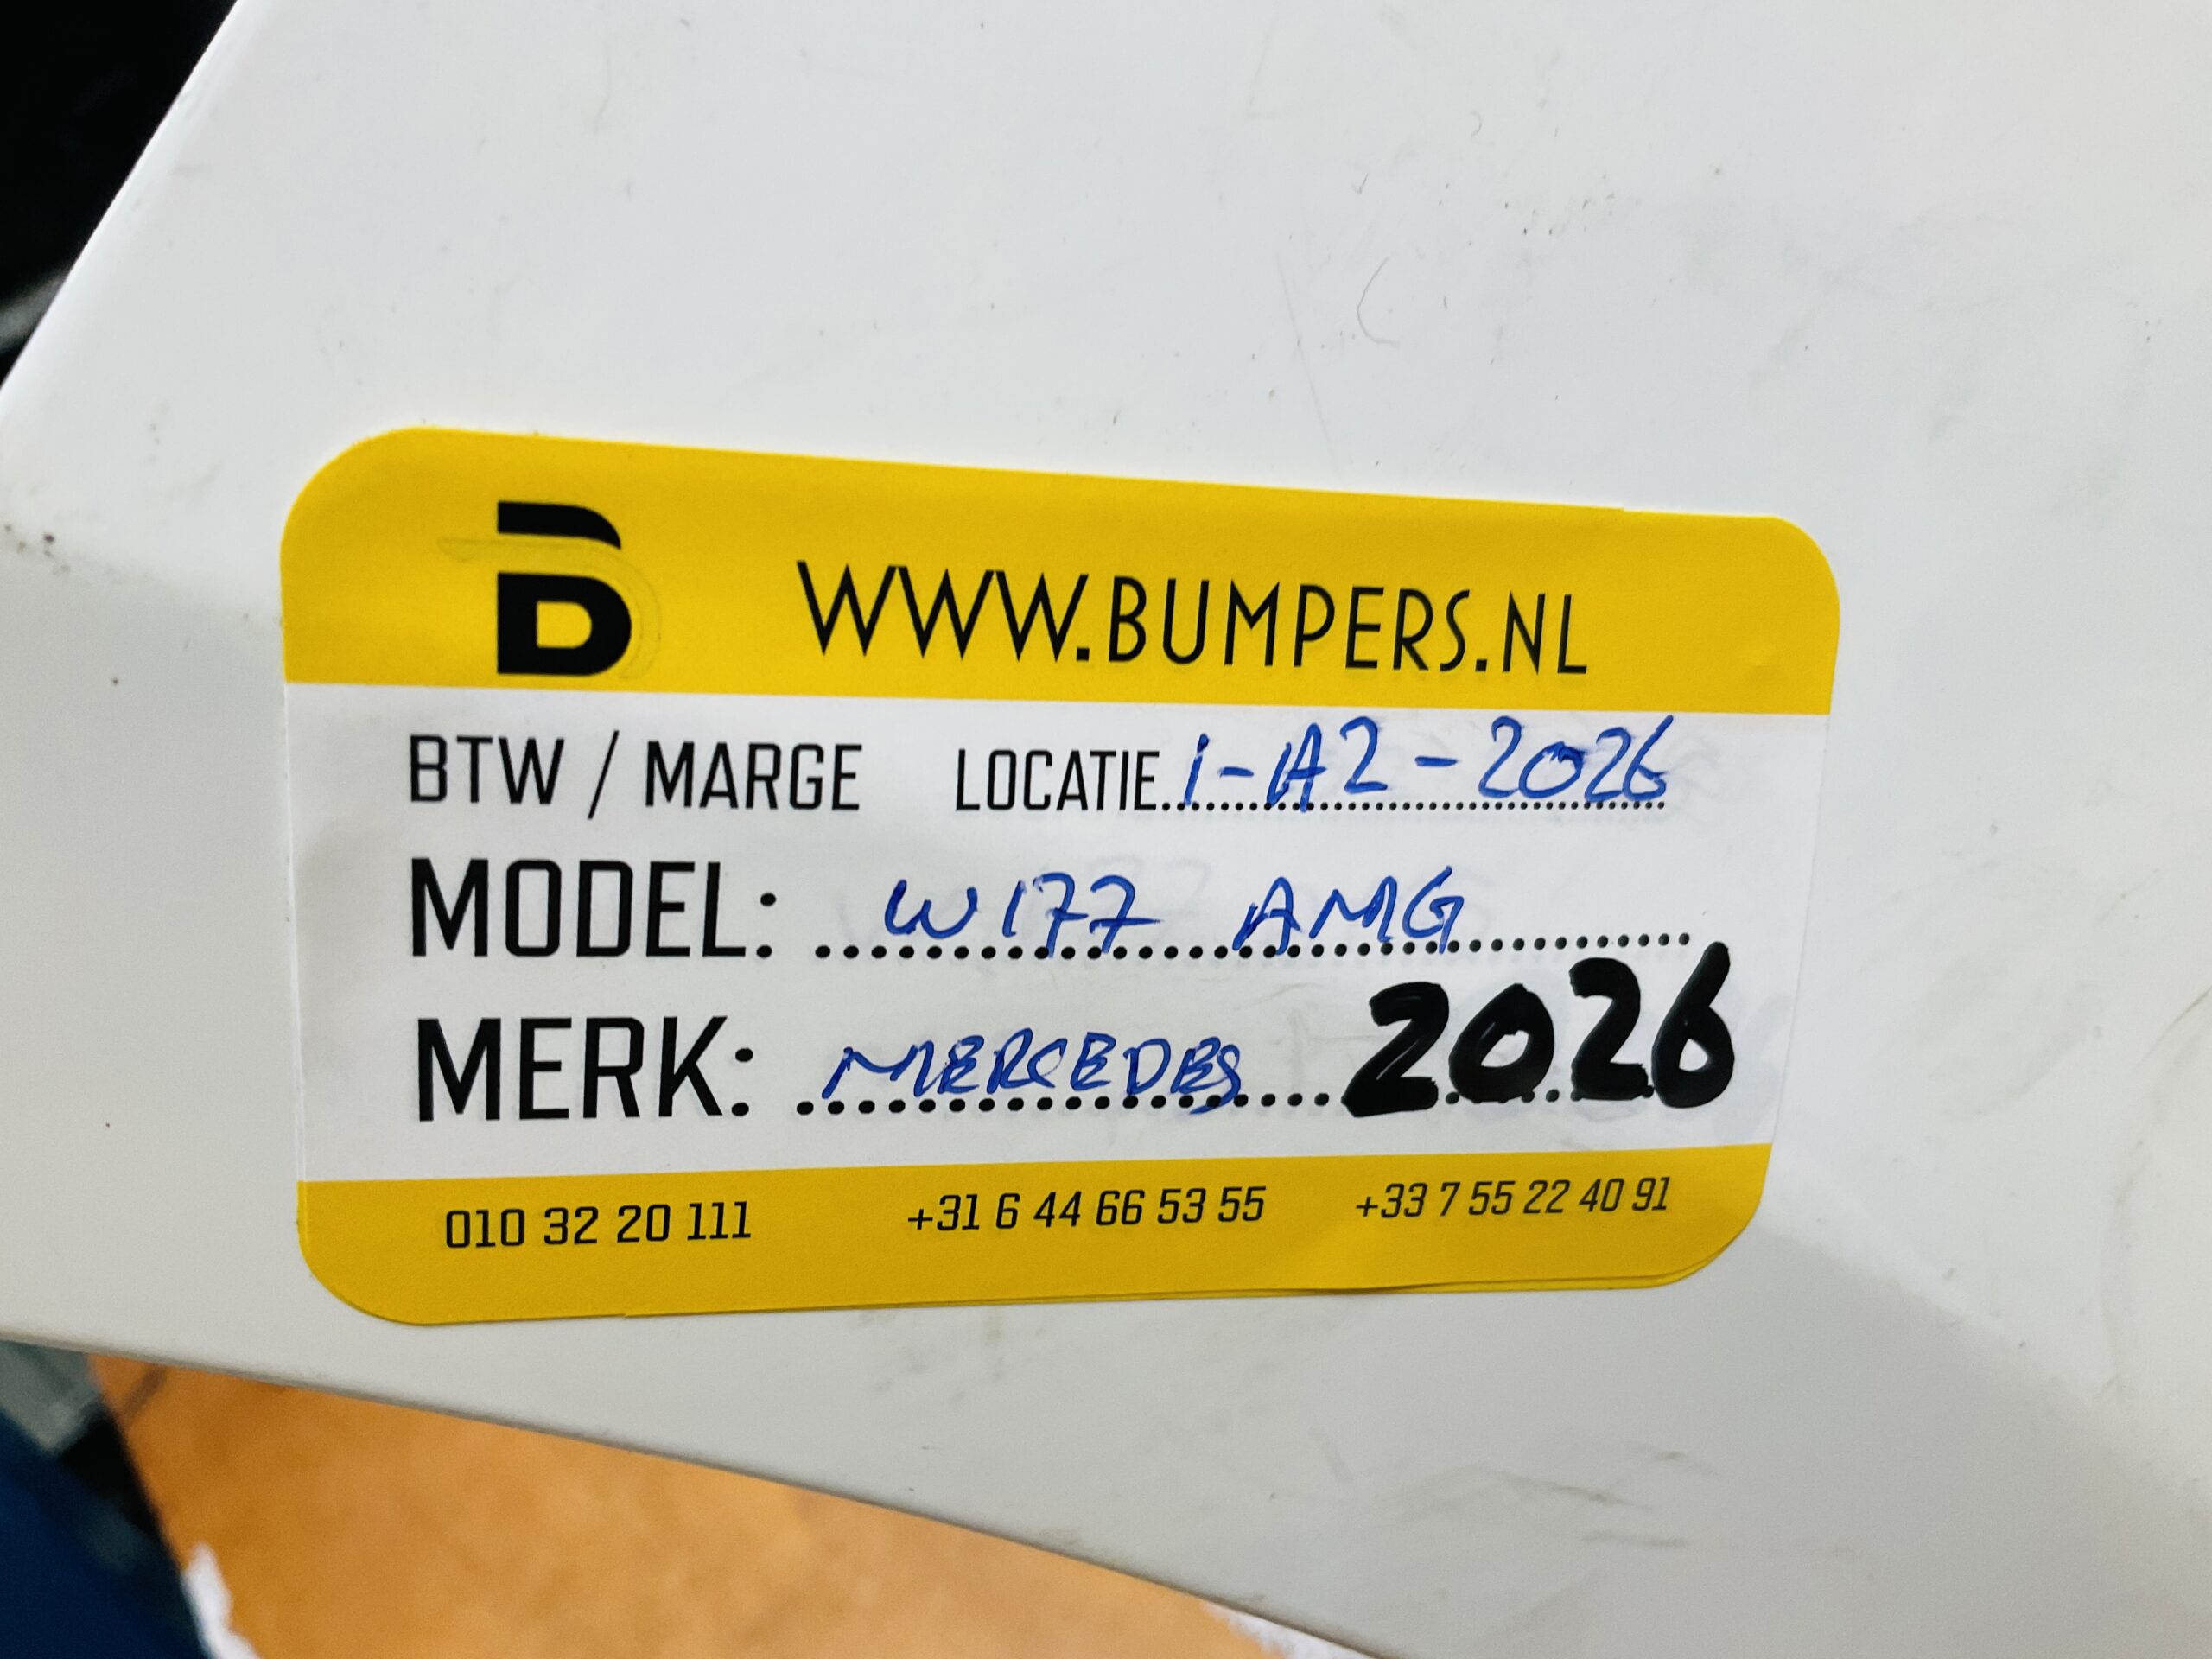 B WWW.BUMPERS.NL
BTW / MARGE LOCATIE i-A2-2026
MODEL: W177 AMG
MERK: MERCEDES 2026
010 32 20 111 +31 6 44 66 53 55 +33 7 55 22 40 91